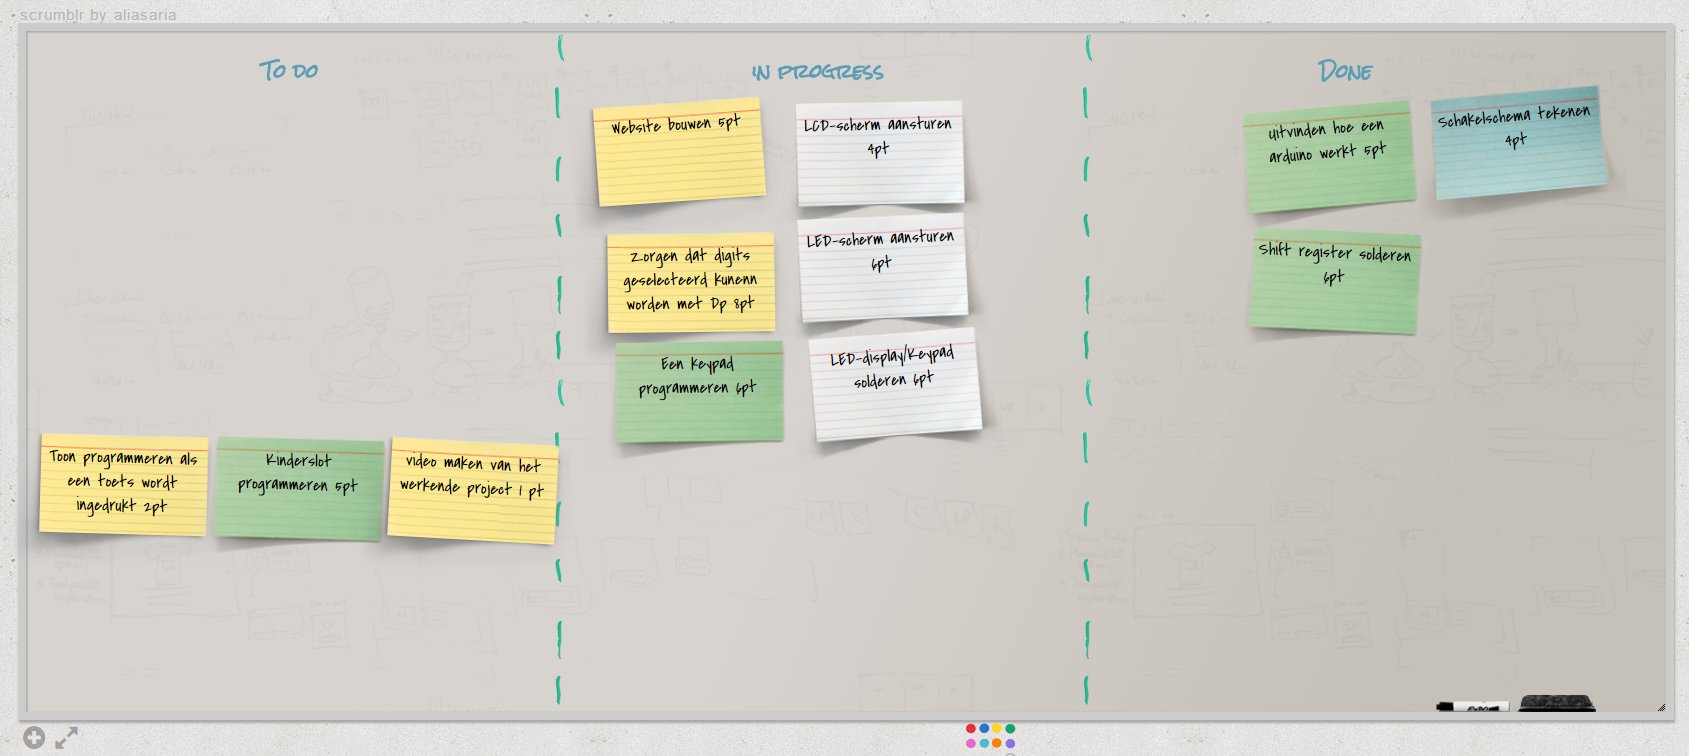 scrumblr by aliasaria
To do
in progress
Done
Website bouwen 5pt
LCD-scherm aansturen
4pt
Uitvinden hoe een
arduino werkt 5pt
Schakelschema tekenen
4pt
Zorgen dat digits
geselecteerd kunenn
worden met Dp 8pt
LED-scherm aansturen
6pt
Shift register solderen
6pt
Een keypad
programmeren 6pt
LED-display/Keypad
solderen 6pt
Toon programmeren als
een toets wordt
ingedrukt 2pt
Kinderslot
programmeren 5pt
video maken van het
werkende project 1 pt
EXPO